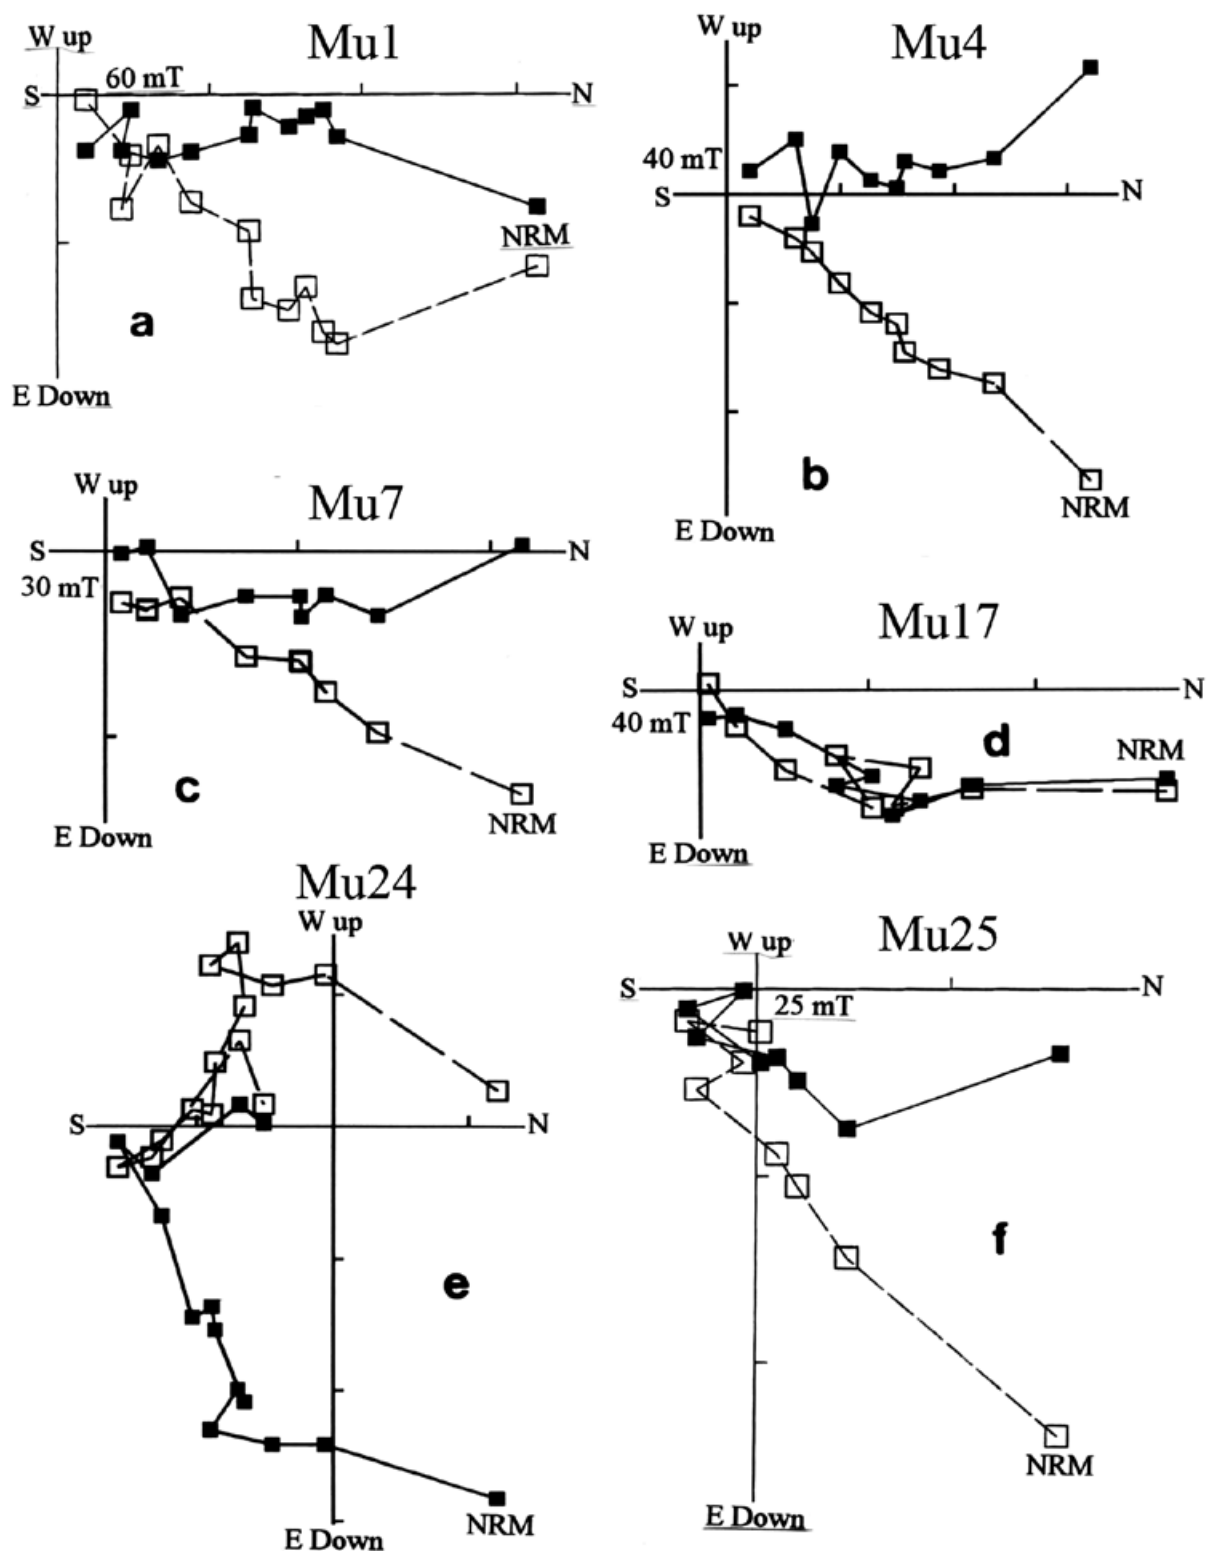 Mu1
W up
60 mT
S
N
NRM
a
E Down
Mu4
W up
40 mT
S
N
b
NRM
E Down
Mu7
W up
S
N
30 mT
c
NRM
E Down
Mu17
W up
S
N
40 mT
d
NRM
E Down
Mu24
W up
S
N
e
NRM
E Down
Mu25
W up
S
N
25 mT
f
NRM
E Down